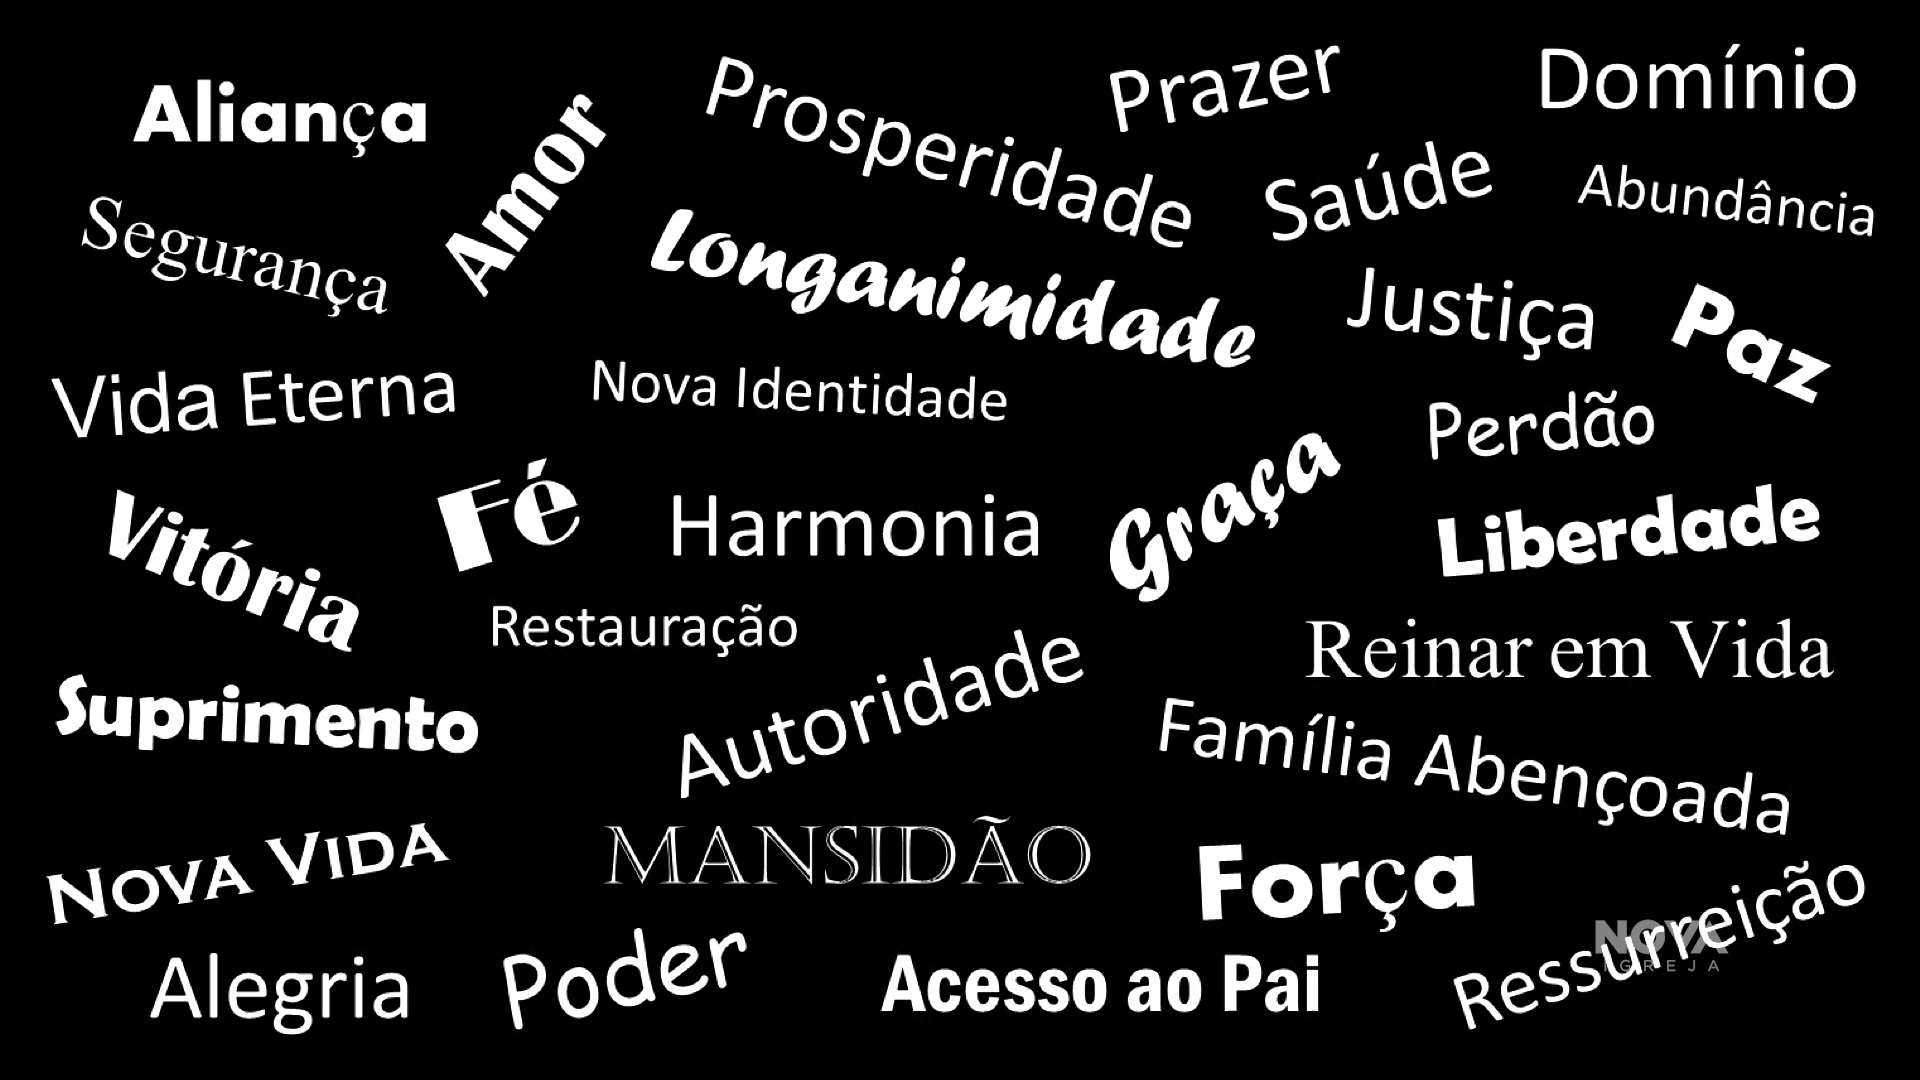 Aliança
Amor
Prosperidade
Prazer
Domínio
Segurança
Longanimidade
Saúde
Abundância
Justiça
Paz
Vida Eterna
Nova Identidade
Perdão
Vitória
Fé
Harmonia
Graça
Liberdade
Restauração
Reinar em Vida
Suprimento
Autoridade
Família Abençoada
NOVA VIDA
MANSIDÃO
Força
Ressurreição
NOVA
IGREJA
Alegria
Poder
Acesso ao Pai